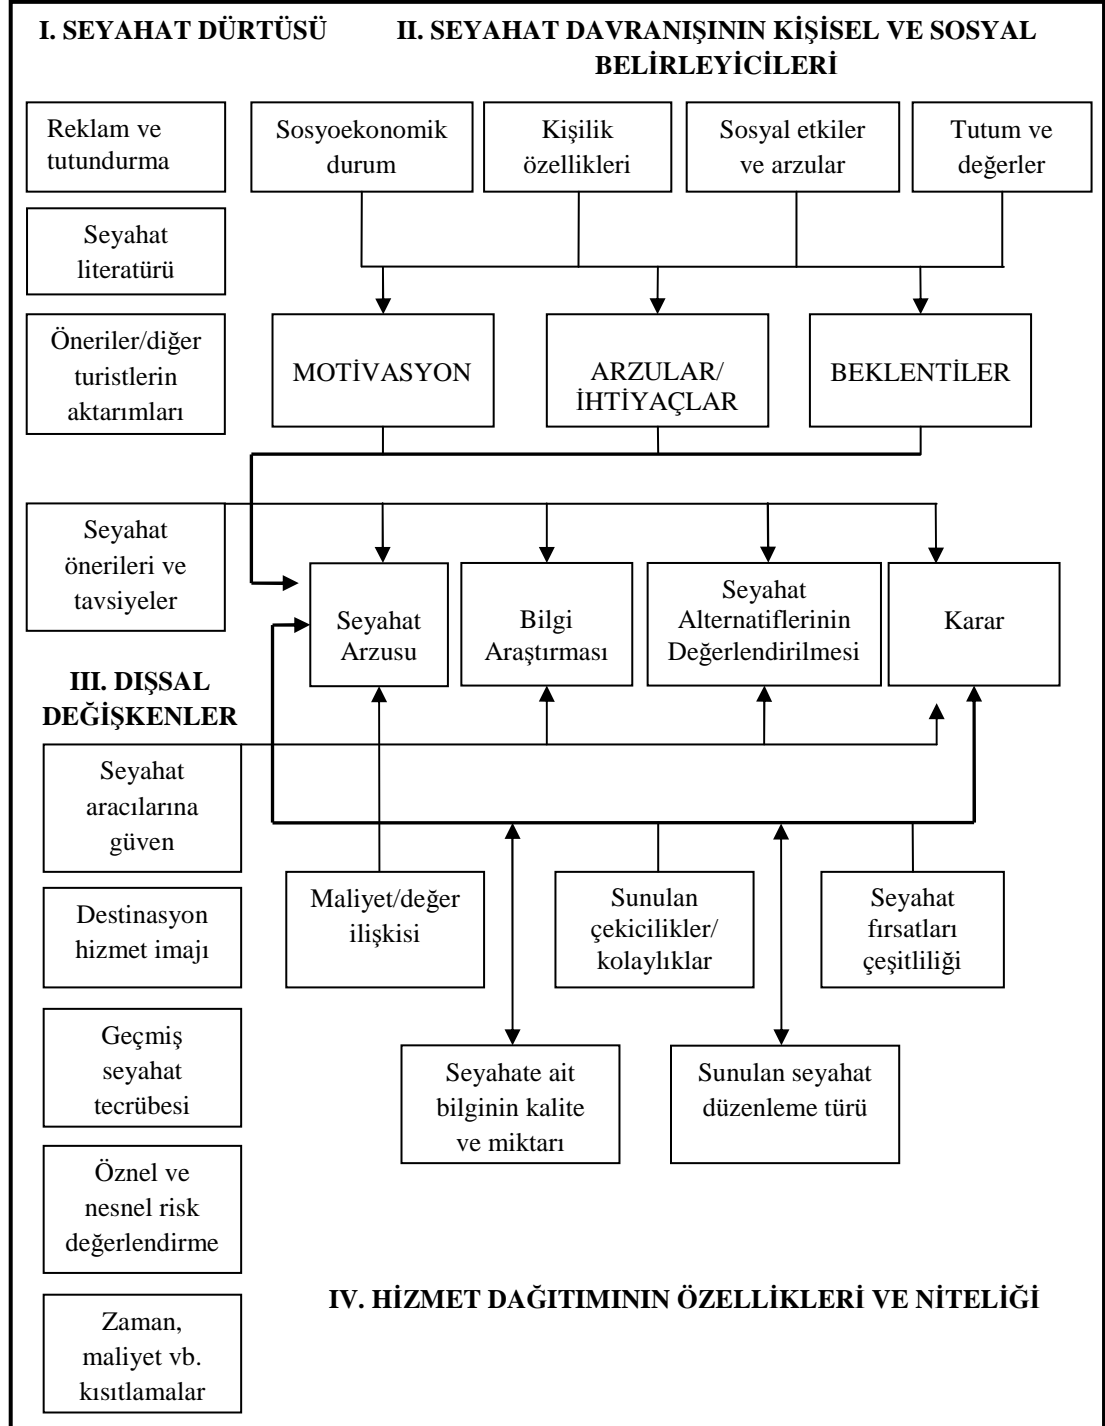 I. SEYAHAT DÜRTÜSÜ
II. SEYAHAT DAVRANIŞININ KİŞİSEL VE SOSYAL
BELİRLEYİCİLERİ
Reklam ve
tutundurma
Sosyoekonomik
durum
Kişilik
özellikleri
Sosyal etkiler
ve arzular
Tutum ve
değerler
Seyahat
literatürü
Öneriler/diğer
turistlerin
aktarımları
MOTİVASYON
ARZULAR/
İHTİYAÇLAR
BEKLENTİLER
Seyahat
önerileri ve
tavsiyeler
Seyahat
Arzusu
Bilgi
Araştırması
Seyahat
Alternatiflerinin
Değerlendirilmesi
Karar
III. DIŞSAL
DEĞİŞKENLER
Seyahat
aracılarına
güven
Destinasyon
hizmet imajı
Maliyet/değer
ilişkisi
Sunulan
çekicilikler/
kolaylıklar
Seyahat
fırsatları
çeşitliliği
Geçmiş
seyahat
tecrübesi
Seyahate ait
bilginin kalite
ve miktarı
Sunulan seyahat
düzenleme türü
Öznel ve
nesnel risk
değerlendirme
IV. HİZMET DAĞITIMININ ÖZELLİKLERİ VE NİTELİĞİ
Zaman,
maliyet vb.
kısıtlamalar